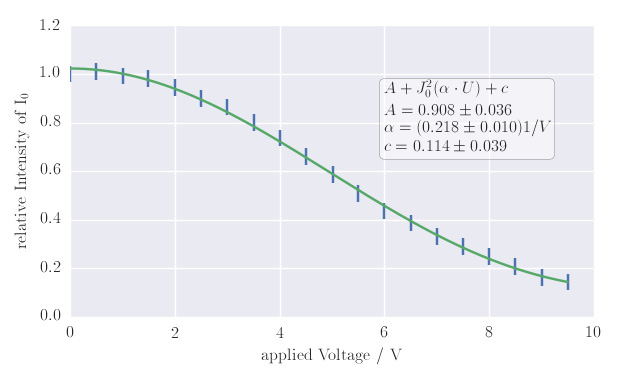 1.2
1.0
0.8
0.6
0.4
0.2
0.0
relative Intensity of I₀
A + J₀²(α · U) + c
A = 0.908 ± 0.036
α = (0.218 ± 0.010)1/V
c = 0.114 ± 0.039
0 2 4 6 8 10
applied Voltage / V